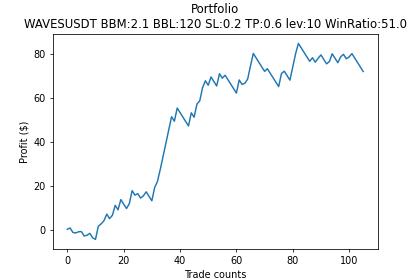 Portfolio
WAVESUSDT BBM:2.1 BBL:120 SL:0.2 TP:0.6 lev:10 WinRatio:51.0
Profit ($)
80
60
40
20
0
0 20 40 60 80 100
Trade counts